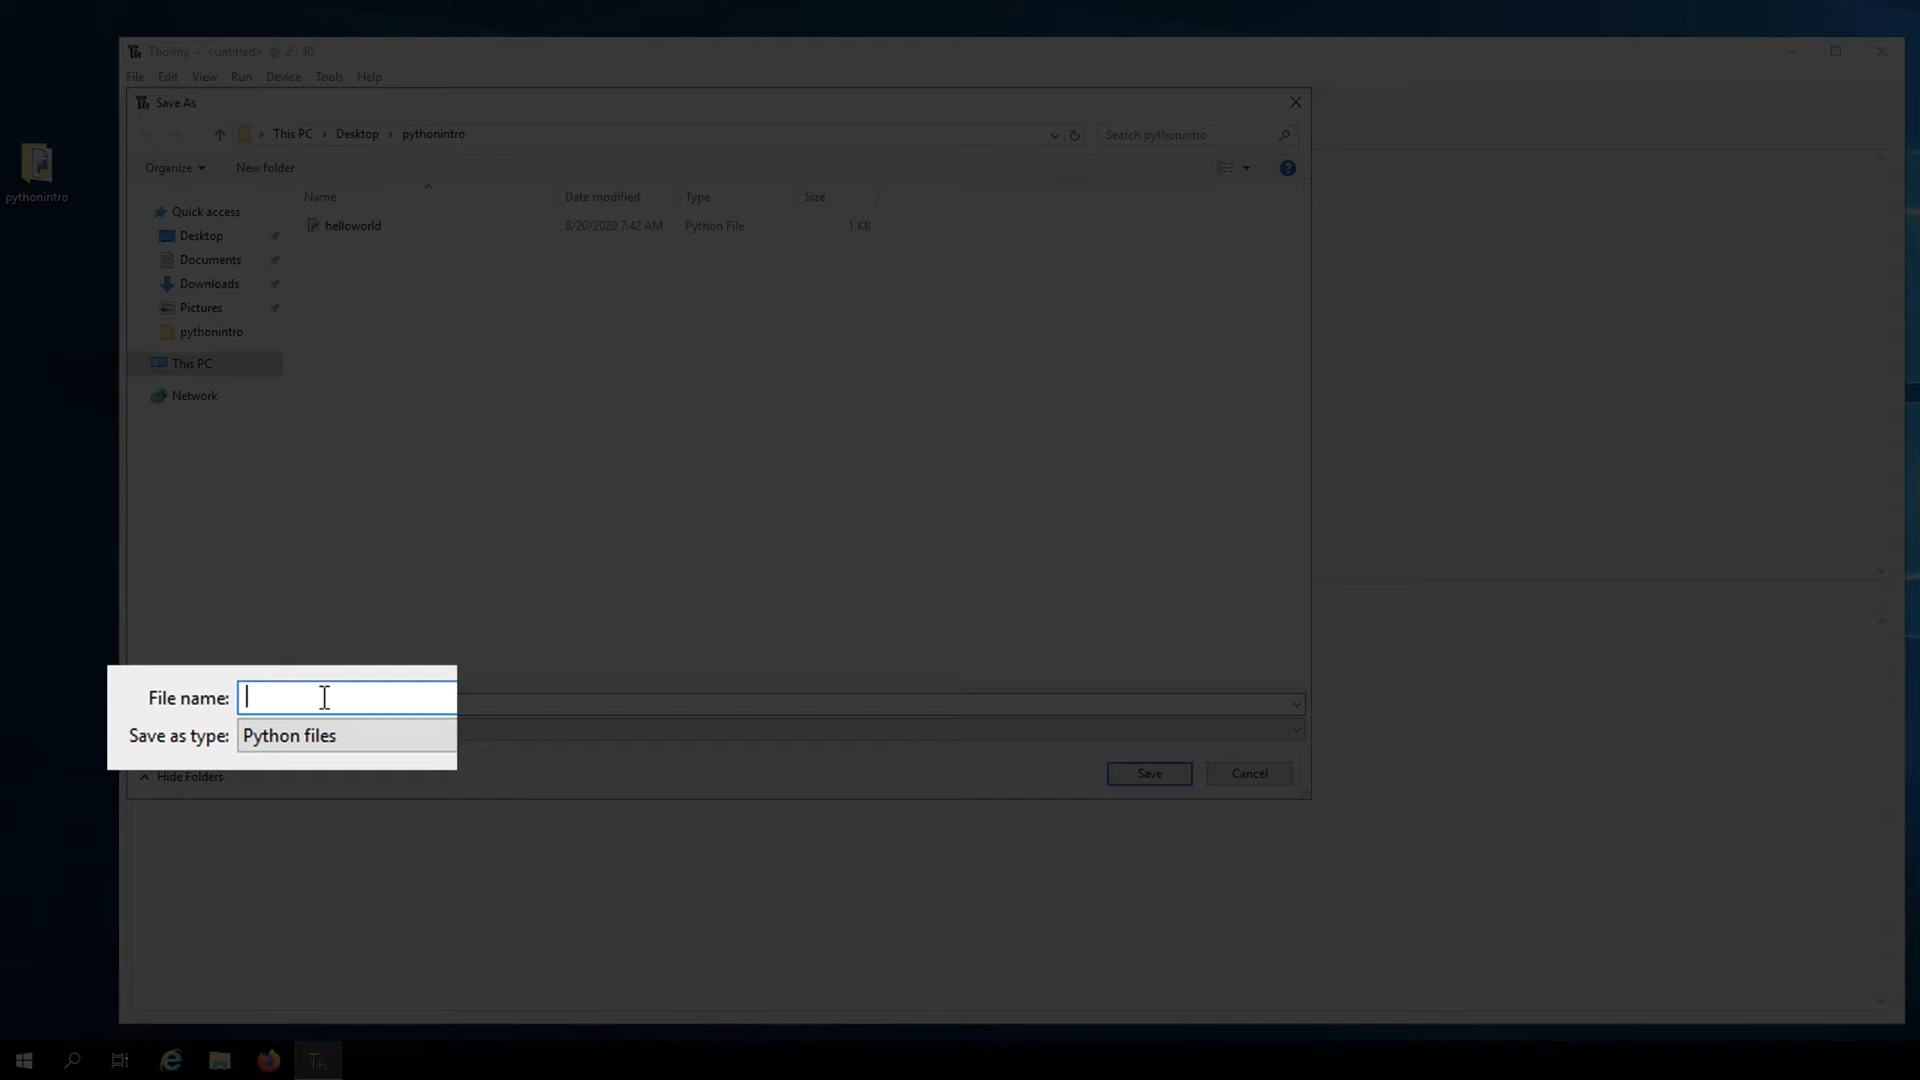 Thonny - <untitled> @ 2 : 30
File Edit View Run Device Tools Help
Save As
This PC > Desktop > pythonintro
Search pythonintro
Organize
New folder
pythonintro
Name Date modified Type Size
helloworld 8/20/2020 7:42 AM Python File 1 KB
Quick access
Desktop
Documents
Downloads
Pictures
pythonintro
This PC
Network
File name:
Save as type: Python files
Hide Folders
Save Cancel